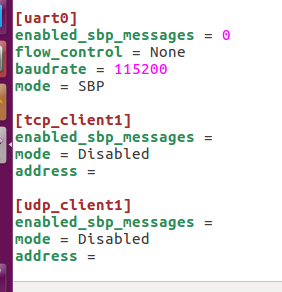 [uart0]
enabled_sbp_messages = 0
flow_control = None
baudrate = 115200
mode = SBP
[tcp_client1]
enabled_sbp_messages =
mode = Disabled
address =
[udp_client1]
enabled_sbp_messages =
mode = Disabled
address =